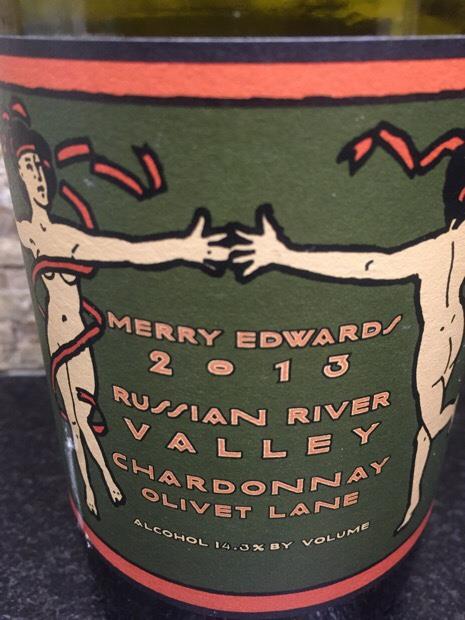 MERRY EDWARDS
2013
RUSSIAN RIVER
VALLEY
CHARDONNAY
OLIVET LANE
ALCOHOL 14.3% BY VOLUME